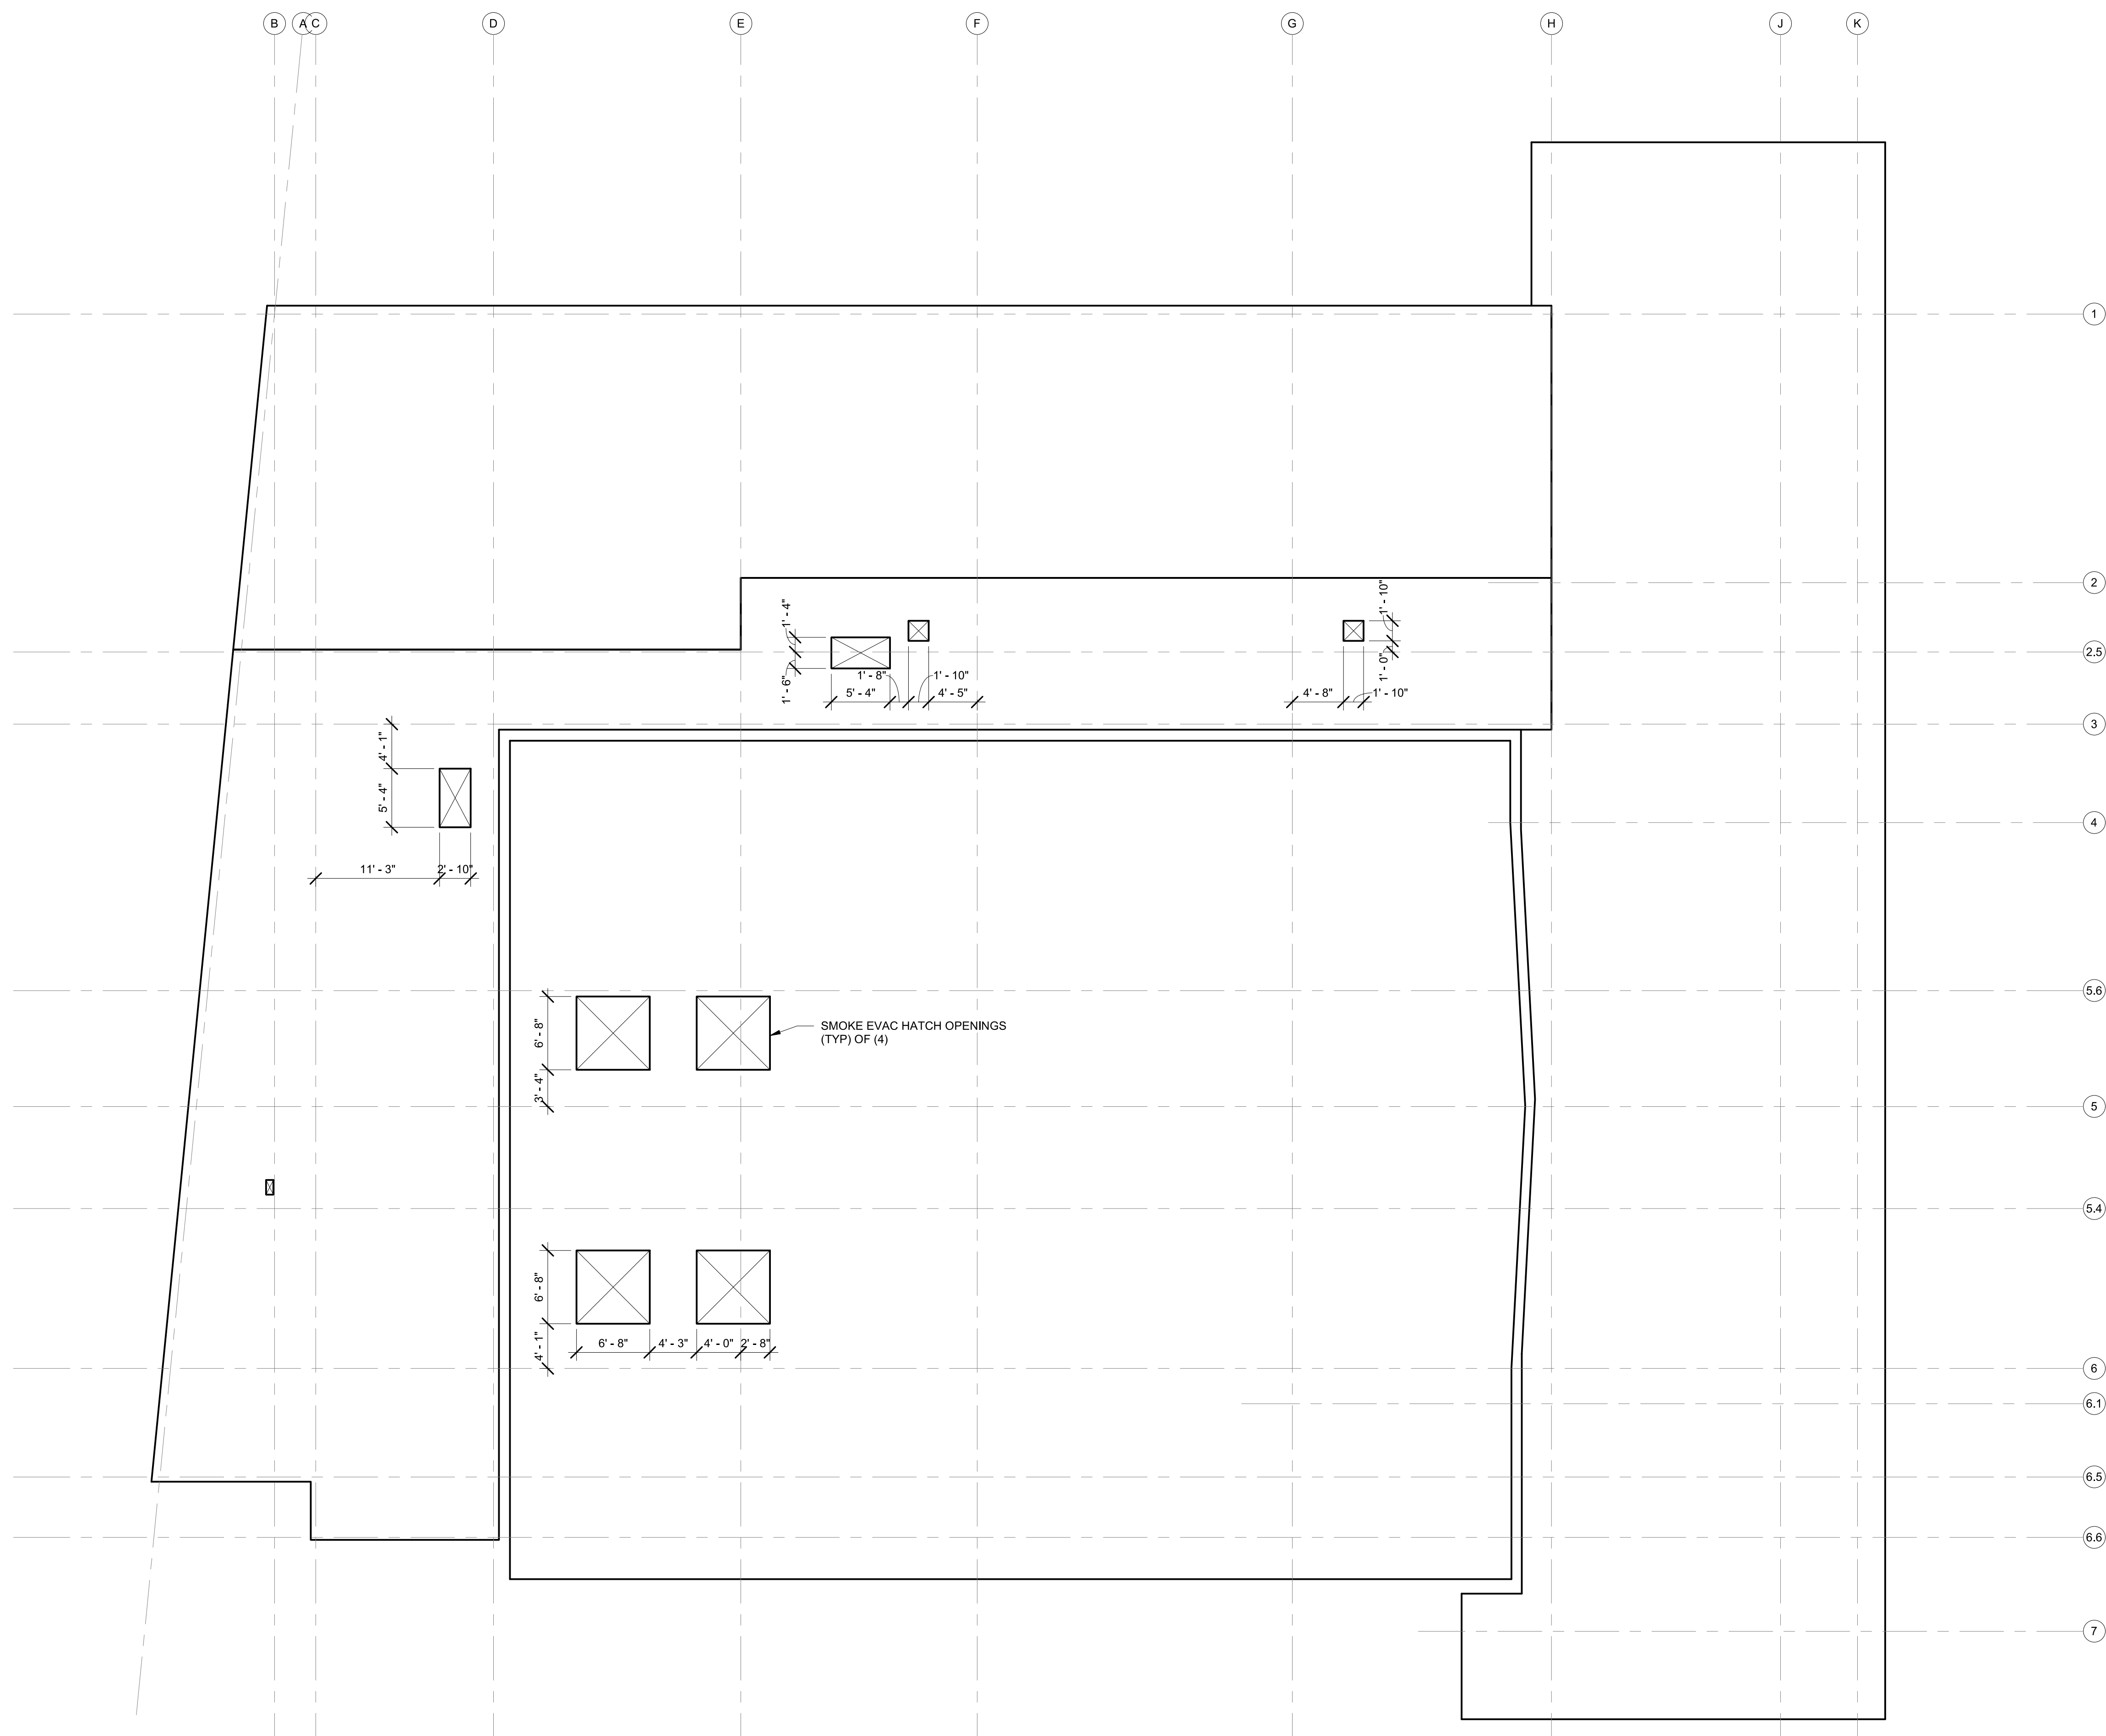 B
A
C
D
E
F
G
H
J
K
1
2
1' - 10"
1' - 4"
2.5
1' - 0"
1' - 8"
1' - 10"
1' - 6"
5' - 4"
4' - 5"
4' - 8"
1' - 10"
3
4' - 1"
5' - 4"
4
11' - 3"
2' - 10"
5.6
6' - 8"
SMOKE EVAC HATCH OPENINGS
(TYP) OF (4)
3' - 4"
5
5.4
6' - 8"
4' - 1"
6' - 8"
4' - 3"
4' - 0"
2' - 8"
6
6.1
6.5
6.6
7